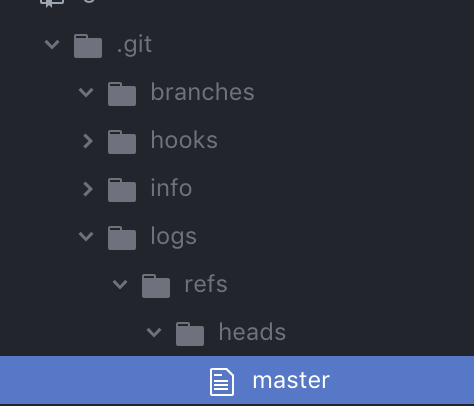 .git
branches
hooks
info
logs
refs
heads
master